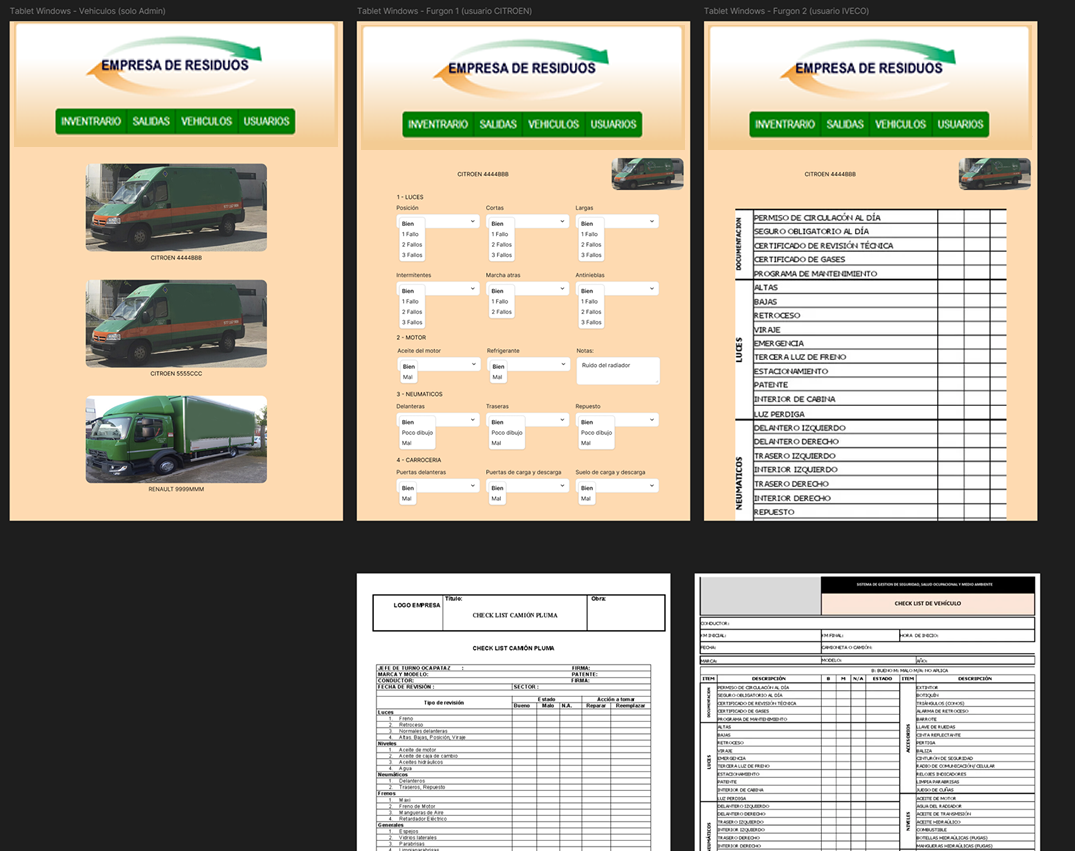 Tablet Windows - Vehiculos (solo Admin)
EMPRESA DE RESIDUOS
INVENTARIO SALIDAS VEHICULOS USUARIOS
CITROEN 4444BBB
CITROEN 5555CCC
RENAULT 9999MMM
Tablet Windows - Furgon 1 (usuario CITROEN)
EMPRESA DE RESIDUOS
INVENTARIO SALIDAS VEHICULOS USUARIOS
CITROEN 4444BBB
1 - LUCES
Posición Cortas Largas
Bien Bien Bien
1 Fallo 1 Fallo 1 Fallo
2 Fallos 2 Fallos 2 Fallos
3 Fallos 3 Fallos 3 Fallos
Intermitentes Marcha atras Antinieblas
Bien Bien Bien
1 Fallo 1 Fallo 1 Fallo
2 Fallos 2 Fallos 2 Fallos
3 Fallos 3 Fallos
2 - MOTOR
Aceite del motor Refrigerante Notas:
Bien Bien Ruido del radiador
Mal Mal
3 - NEUMATICOS
Delanteras Traseras Repuesto
Bien Bien Bien
Poco dibujo Poco dibujo Poco dibujo
Mal Mal Mal
4 - CARROCERIA
Puertas delanteras Puertas de carga y descarga Suelo de carga y descarga
Bien Bien Bien
Mal Mal Mal
Tablet Windows - Furgon 2 (usuario IVECO)
EMPRESA DE RESIDUOS
INVENTARIO SALIDAS VEHICULOS USUARIOS
CITROEN 4444BBB
DOCUMENTACION
PERMISO DE CIRCULACÓN AL DÍA
SEGURO OBLIGATORIO AL DÍA
CERTIFICADO DE REVISIÓN TÉCNICA
CERTIFICADO DE GASES
PROGRAMA DE MANTENIMIENTO
LUCES
ALTAS
BAJAS
RETROCESO
VIRAJE
EMERGENCIA
TERCERA LUZ DE FRENO
ESTACIONAMIENTO
PATENTE
INTERIOR DE CABINA
LUZ PERDIGA
NEUMATICOS
DELANTERO IZQUIERDO
DELANTERO DERECHO
TRASERO IZQUIERDO
INTERIOR IZQUIERDO
TRASERO DERECHO
INTERIOR DERECHO
REPUESTO
LOGO EMPRESA Título: Obra:
CHECK LIST CAMIÓN PLUMA
CHECK LIST CAMIÓN PLUMA
JEFE DE TURNO OCAPATAZ : FIRMA:
MARCA Y MODELO: PATENTE:
CONDUCTOR: FIRMA:
FECHA DE REVISIÓN : SECTOR :
Tipo de revisión Estado Acción a tomar
Bueno Malo N.A. Reparar Reemplazar
Luces
1. Freno
2. Retroceso
3. Normales delanteras
4. Altas, Bajas, Posición, Viraje
Niveles
1. Aceite de motor
2. Aceite de caja de cambio
3. Aceites hidráulicos
4. Agua
Neumáticos
1. Delanteros
2. Traseros, Repuesto
Frenos
1. Maxi
2. Freno de Motor
3. Mangueras de Aire
4. Retardador Eléctrico
Generales
1. Espejos
2. Vidrios laterales
3. Parabrisas
4. Limpiaparabrisas
SISTEMA DE GESTION DE SEGURIDAD, SALUD OCUPACIONAL Y MEDIO AMBIENTE
CHECK LIST DE VEHÍCULO
CONDUCTOR:
KM INICIAL: KM FINAL: HORA DE INICIO:
FECHA: CAMIONETA O CAMIÓN:
MARCA: MODELO: AÑO:
B: BUENO M: MALO N/A: NO APLICA
ITEM DESCRIPCIÓN B M N/A ESTADO ITEM DESCRIPCIÓN
DOCUMENTACION
PERMISO DE CIRCULACÓN AL DÍA
SEGURO OBLIGATORIO AL DÍA
CERTIFICADO DE REVISIÓN TÉCNICA
CERTIFICADO DE GASES
PROGRAMA DE MANTENIMIENTO
LUCES
ALTAS
BAJAS
RETROCESO
VIRAJE
EMERGENCIA
TERCERA LUZ DE FRENO
ESTACIONAMIENTO
PATENTE
INTERIOR DE CABINA
LUZ PERDIGA
NEUMÁTICOS
DELANTERO IZQUIERDO
DELANTERO DERECHO
TRASERO IZQUIERDO
INTERIOR IZQUIERDO
TRASERO DERECHO
INTERIOR DERECHO
ACCESORIOS
EXTINTOR
BOTIQUÍN
TRIÁNGULOS (CONOS)
ALARMA DE RETROCESO
BARROTE
LLAVE DE RUEDAS
CINTA REFLECTANTE
PERTIGA
BALIZA
CINTURÓN DE SEGURIDAD
RADIO DE COMUNICACIÓN/ CELULAR
RELOJES INDICADORES
LIMPIA PARABRISAS
JUEGO DE CUÑAS
NIVELES
ACEITE DE MOTOR
AGUA DEL RADIADOR
ACEITE DE TRANSMISIÓN
ACEITE HIDRAÚLICO
COMBUSTIBLE
BOTELLAS HIDRAÚLICAS (FUGAS)
MANGUERAS HIDRAÚLICAS (FUGAS)